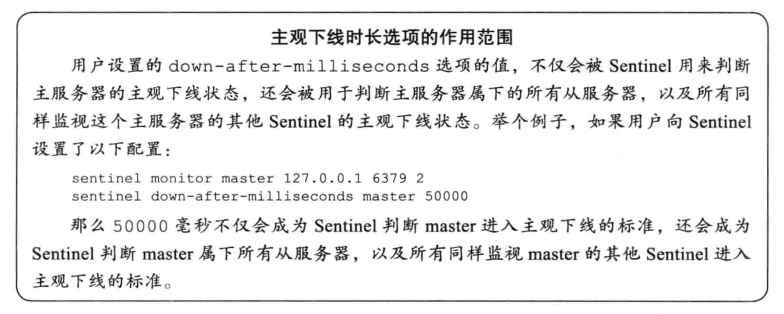 主观下线时长选项的作用范围
用户设置的 down-after-milliseconds 选项的值，不仅会被 Sentinel 用来判断
主服务器的主观下线状态，还会被用于判断主服务器属下的所有从服务器，以及所有同
样监视这个主服务器的其他 Sentinel 的主观下线状态。举个例子，如果用户向 Sentinel
设置了以下配置：
sentinel monitor master 127.0.0.1 6379 2
sentinel down-after-milliseconds master 50000
那么 50000 毫秒不仅会成为 Sentinel 判断 master 进入主观下线的标准，还会成为
Sentinel 判断 master 属下所有从服务器，以及所有同样监视 master 的其他 Sentinel 进入
主观下线的标准。